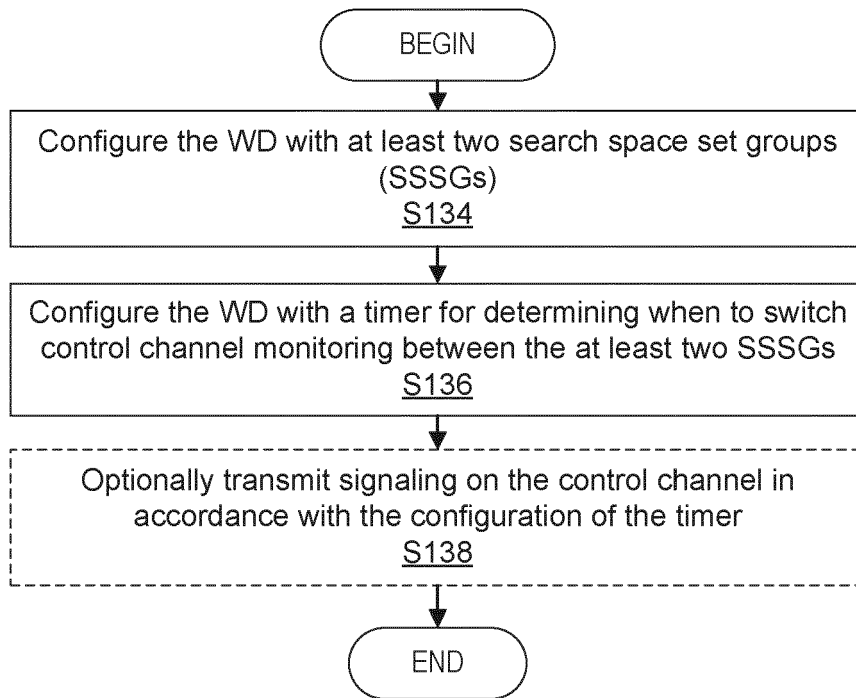 BEGIN
Configure the WD with at least two search space set groups
(SSSGs)
S134
Configure the WD with a timer for determining when to switch
control channel monitoring between the at least two SSSGs
S136
Optionally transmit signaling on the control channel in
accordance with the configuration of the timer
S138
END